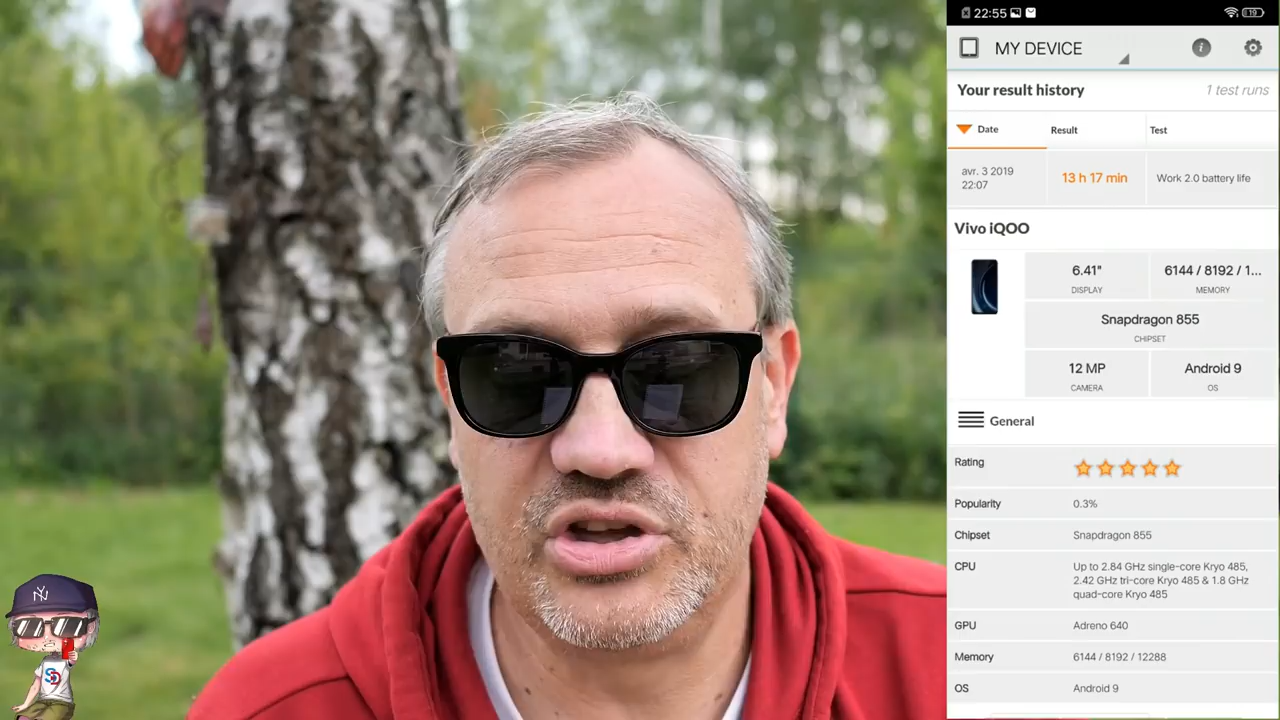 22:55
19
MY DEVICE
Your result history
1 test runs
Date
Result
Test
avr. 3 2019
22:07
13 h 17 min
Work 2.0 battery life
Vivo iQOO
6.41"
DISPLAY
6144 / 8192 / 1...
MEMORY
Snapdragon 855
CHIPSET
12 MP
CAMERA
Android 9
OS
General
Rating
Popularity
0.3%
Chipset
Snapdragon 855
CPU
Up to 2.84 GHz single-core Kryo 485,
2.42 GHz tri-core Kryo 485 & 1.8 GHz
quad-core Kryo 485
GPU
Adreno 640
Memory
6144 / 8192 / 12288
OS
Android 9
NY
SD